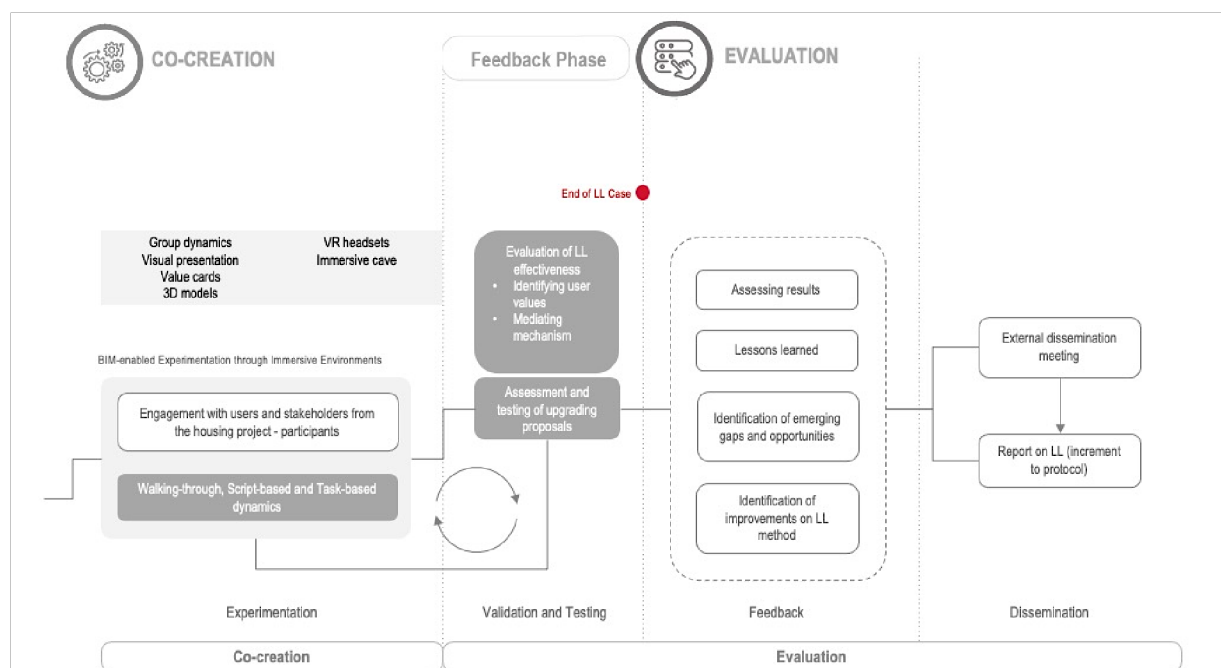 CO-CREATION
Feedback Phase
EVALUATION
End of LL Case
Group dynamics
Visual presentation
Value cards
3D models
VR headsets
Immersive cave
BIM-enabled Experimentation through Immersive Environments
Engagement with users and stakeholders from
the housing project - participants
Walking-through, Script-based and Task-based
dynamics
Evaluation of LL
effectiveness
• Identifying user
values
• Mediating
mechanism
Assessment and
testing of upgrading
proposals
Assessing results
Lessons learned
Identification of emerging
gaps and opportunities
Identification of
improvements on LL
method
External dissemination
meeting
Report on LL (increment
to protocol)
Experimentation
Validation and Testing
Feedback
Dissemination
Co-creation
Evaluation